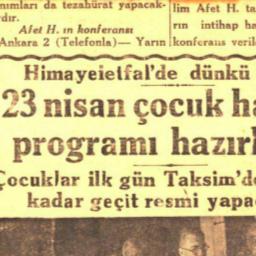 nımları da tezahürat yapacak-
dır.
Afet H. ın konferansı
Ankara 2 (Telefonla)— Yarın
lim Afet H. ta
rın intihap ha
konferans veril
Himayeietfal'de dünkü
23 nisan çocuk ha
programı hazırl
Çocuklar ilk gün Taksim'de
kadar geçit resmi yapa